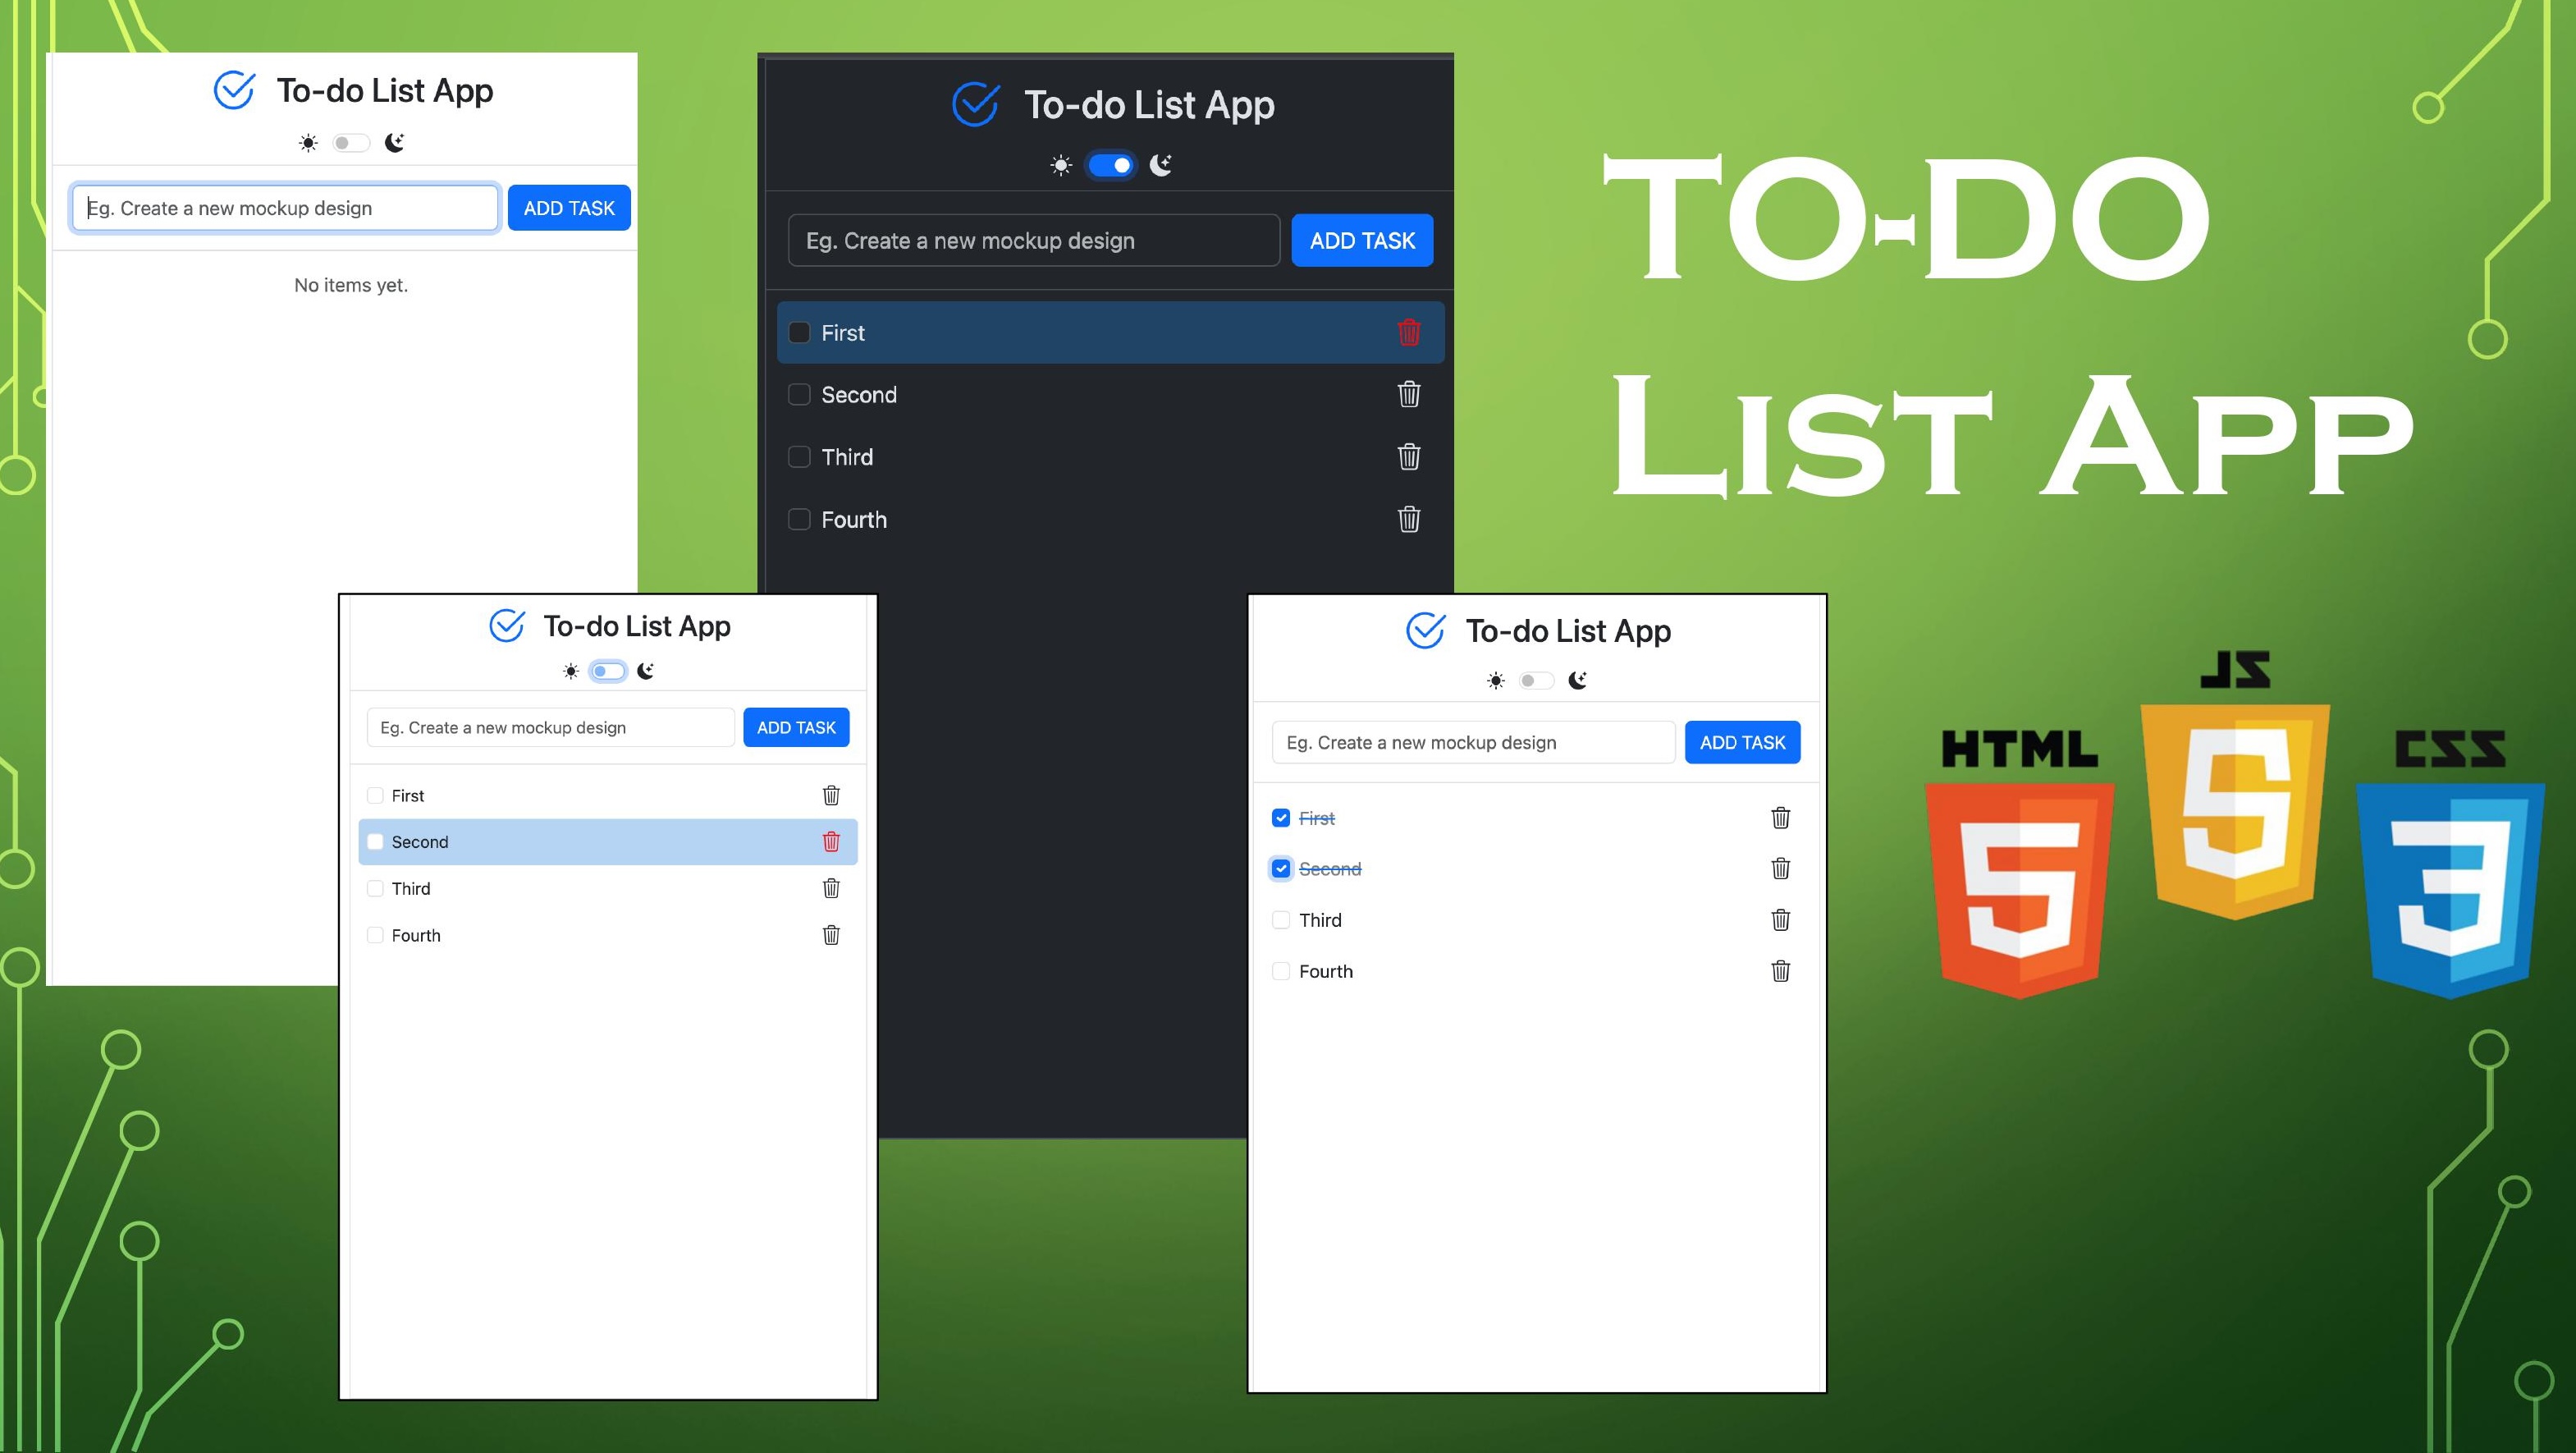 To-do List App
Eg. Create a new mockup design
ADD TASK
No items yet.
To-do List App
Eg. Create a new mockup design
ADD TASK
First
Second
Third
Fourth
TO-DO
LIST APP
To-do List App
Eg. Create a new mockup design
ADD TASK
First
Second
Third
Fourth
To-do List App
Eg. Create a new mockup design
ADD TASK
First
Second
Third
Fourth
HTML
5
JS
5
CSS
3